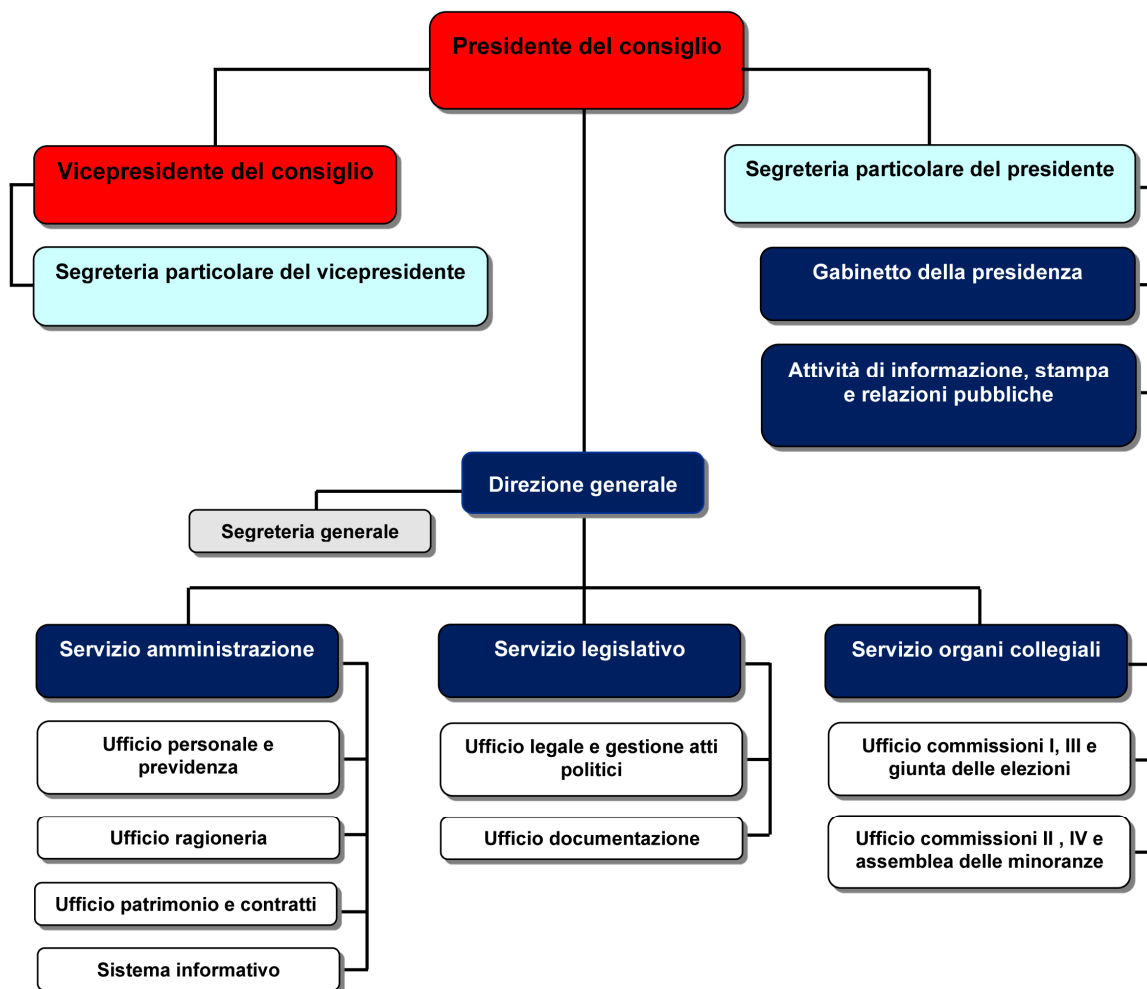 Presidente del consiglio
Vicepresidente del consiglio
Segreteria particolare del presidente
Segreteria particolare del vicepresidente
Gabinetto della presidenza
Attività di informazione, stampa
e relazioni pubbliche
Direzione generale
Segreteria generale
Servizio amministrazione
Servizio legislativo
Servizio organi collegiali
Ufficio personale e
previdenza
Ufficio legale e gestione atti
politici
Ufficio commissioni I, III e
giunta delle elezioni
Ufficio ragioneria
Ufficio documentazione
Ufficio commissioni II , IV e
assemblea delle minoranze
Ufficio patrimonio e contratti
Sistema informativo